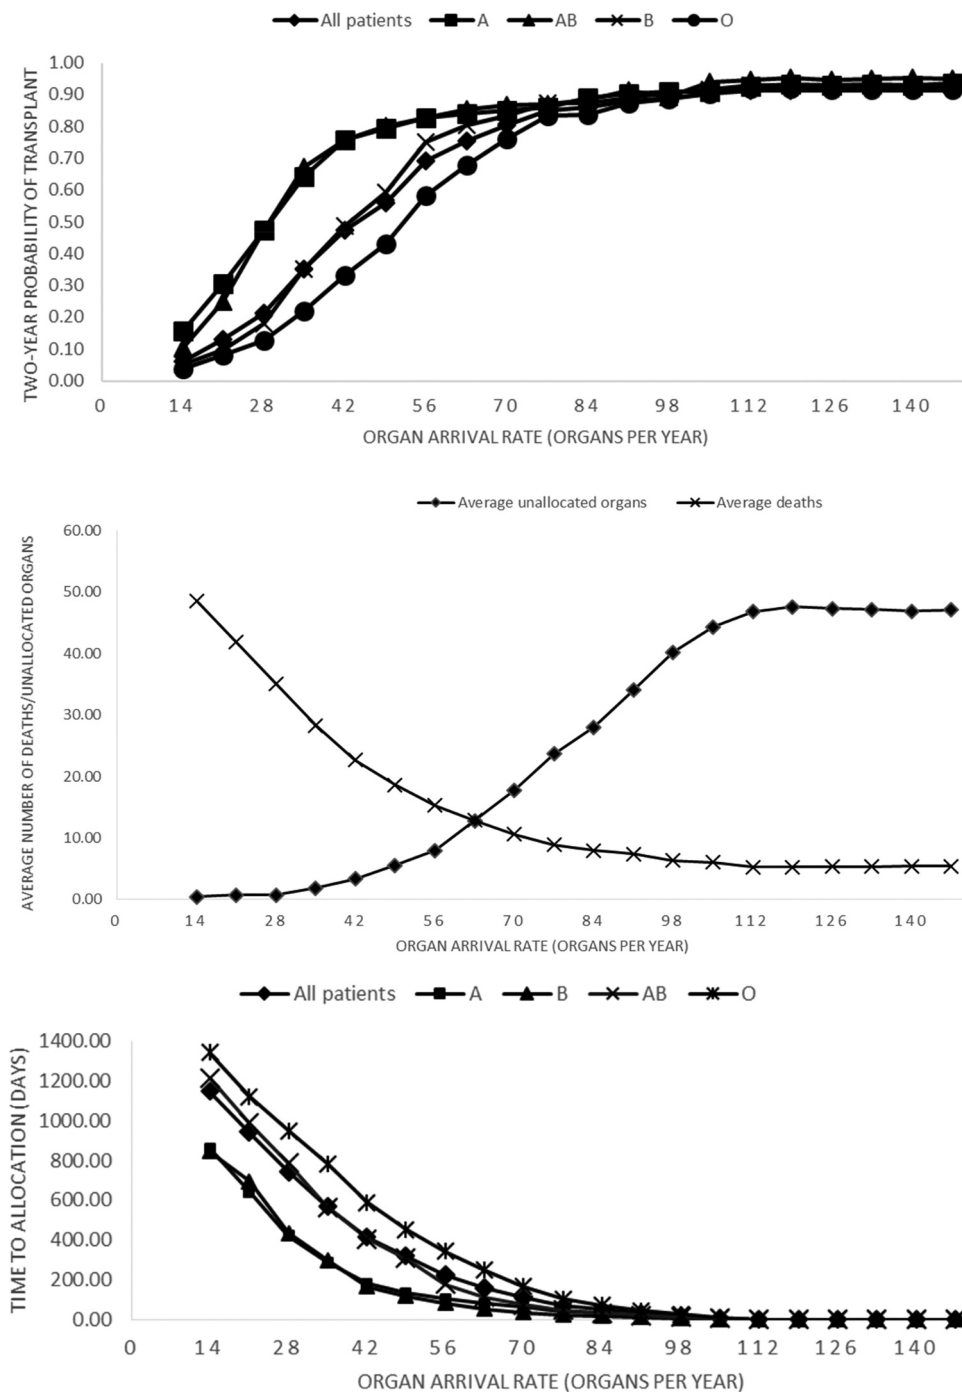 All patients A AB B O
1.00
0.90
0.80
0.70
0.60
0.50
0.40
0.30
0.20
0.10
0.00
TWO-YEAR PROBABILITY OF TRANSPLANT
0 14 28 42 56 70 84 98 112 126 140
ORGAN ARRIVAL RATE (ORGANS PER YEAR)
Average unallocated organs Average deaths
60.00
50.00
40.00
30.00
20.00
10.00
0.00
AVERAGE NUMBER OF DEATHS/UNALLOCATED ORGANS
0 14 28 42 56 70 84 98 112 126 140
ORGAN ARRIVAL RATE (ORGANS PER YEAR)
All patients A B AB O
1400.00
1200.00
1000.00
800.00
600.00
400.00
200.00
0.00
TIME TO ALLOCATION (DAYS)
0 14 28 42 56 70 84 98 112 126 140
ORGAN ARRIVAL RATE (ORGANS PER YEAR)